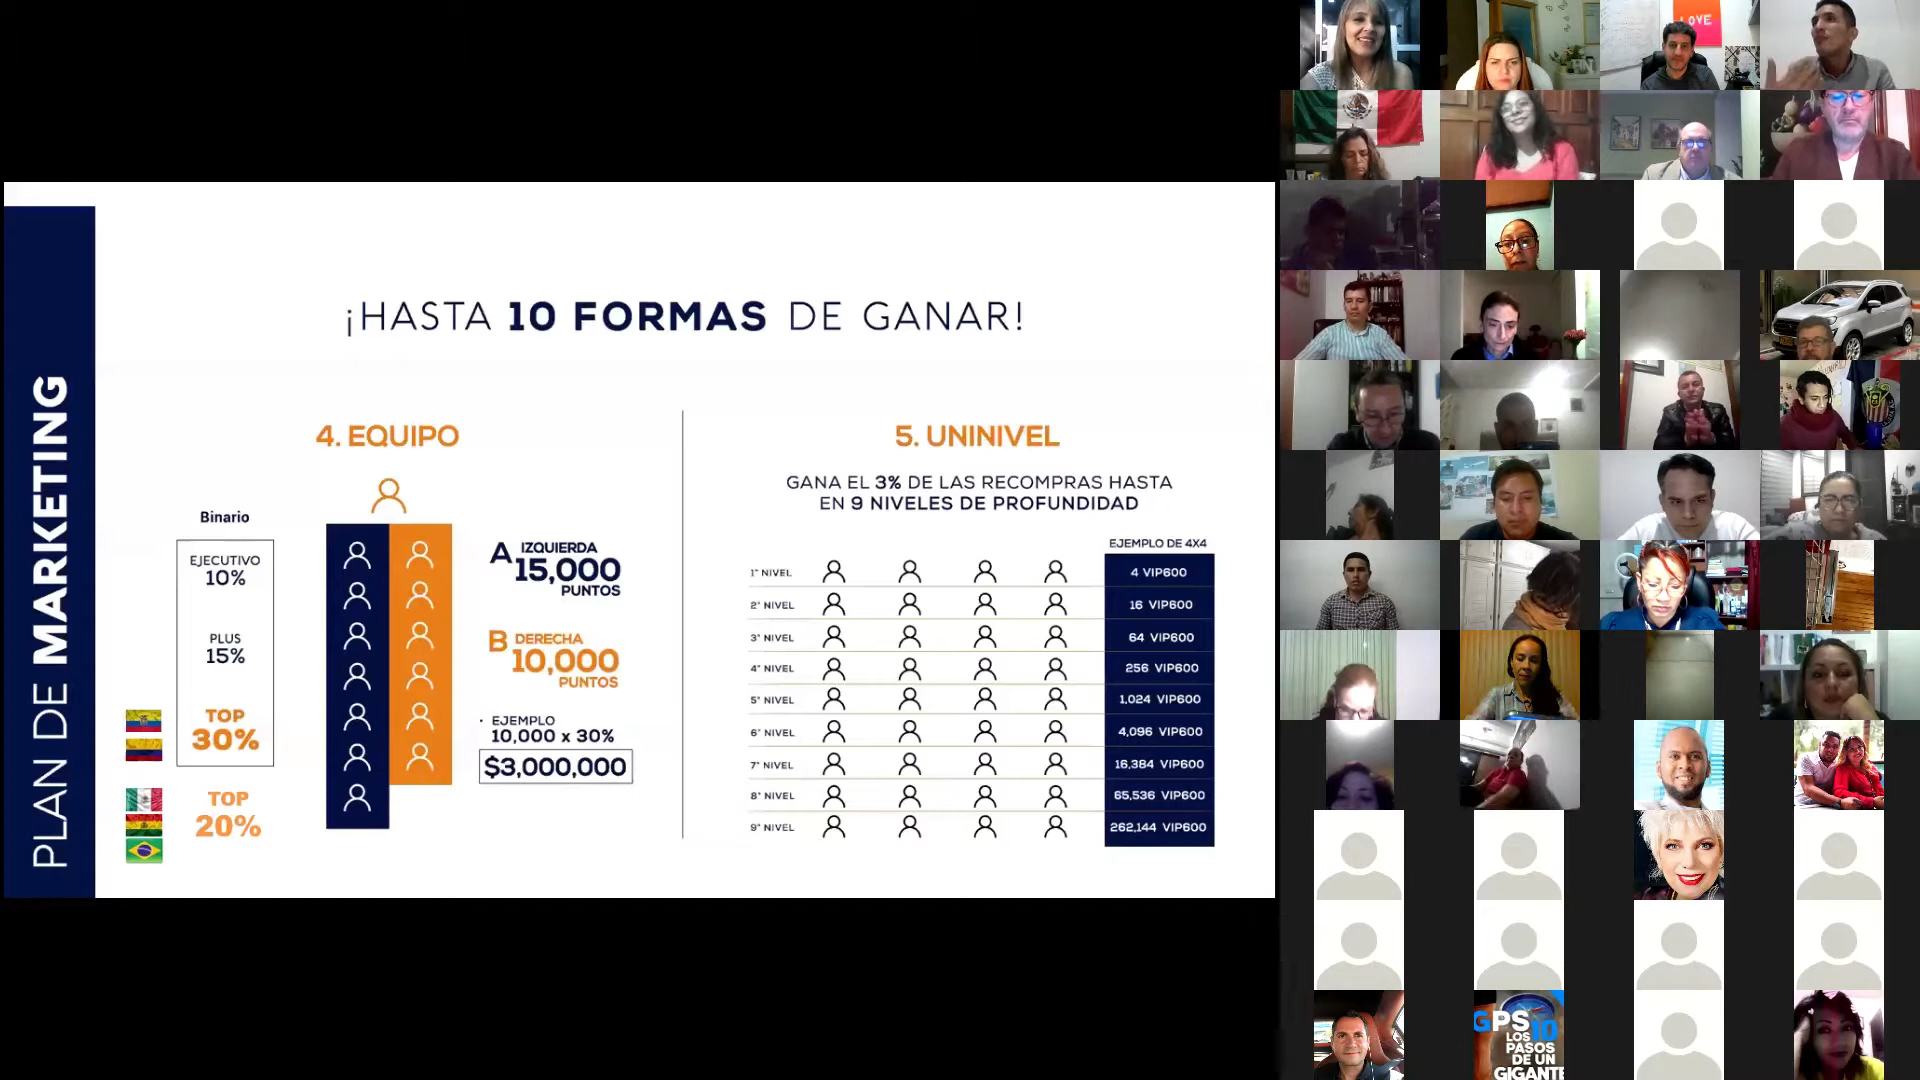 PLAN DE MARKETING
¡HASTA 10 FORMAS DE GANAR!
4. EQUIPO
Binario
EJECUTIVO
10%
PLUS
15%
TOP
30%
TOP
20%
A IZQUIERDA
15,000
PUNTOS
B DERECHA
10,000
PUNTOS
· EJEMPLO
10,000 x 30%
$3,000,000
5. UNINIVEL
GANA EL 3% DE LAS RECOMPRAS HASTA
EN 9 NIVELES DE PROFUNDIDAD
EJEMPLO DE 4X4
1° NIVEL 4 VIP600
2° NIVEL 16 VIP600
3° NIVEL 64 VIP600
4° NIVEL 256 VIP600
5° NIVEL 1,024 VIP600
6° NIVEL 4,096 VIP600
7° NIVEL 16,384 VIP600
8° NIVEL 65,536 VIP600
9° NIVEL 262,144 VIP600
LOVE
GPS 10
LOS
PASOS
DE UN
GIGANTE